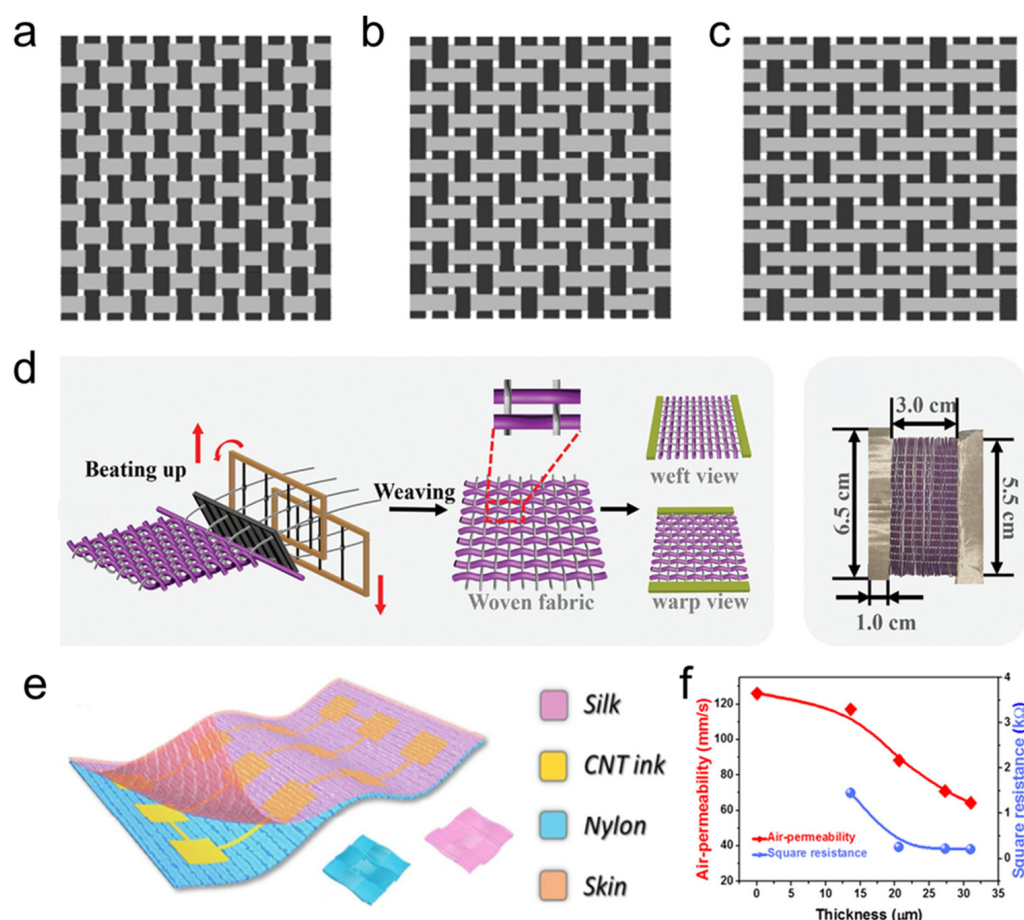 a
b
c
d
Beating up
Weaving
Woven fabric
weft view
warp view
3.0 cm
6.5 cm
5.5 cm
1.0 cm
e
Silk
CNT ink
Nylon
Skin
f
Air-permeability (mm/s)
120
100
80
60
40
20
Air-permeability
Square resistance
0 5 10 15 20 25 30 35
Thickness (μm)
4
3
2
1
0
Square resistance (kΩ)